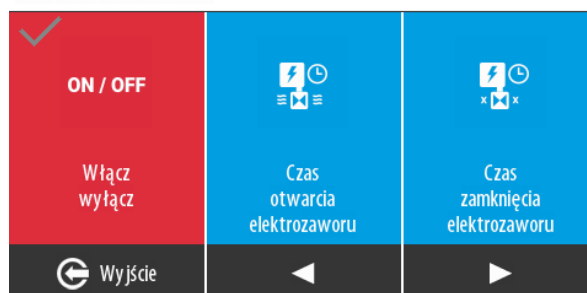 ON / OFF
Włącz
wyłącz
Czas
otwarcia
elektrozaworu
Czas
zamknięcia
elektrozaworu
Wyjście